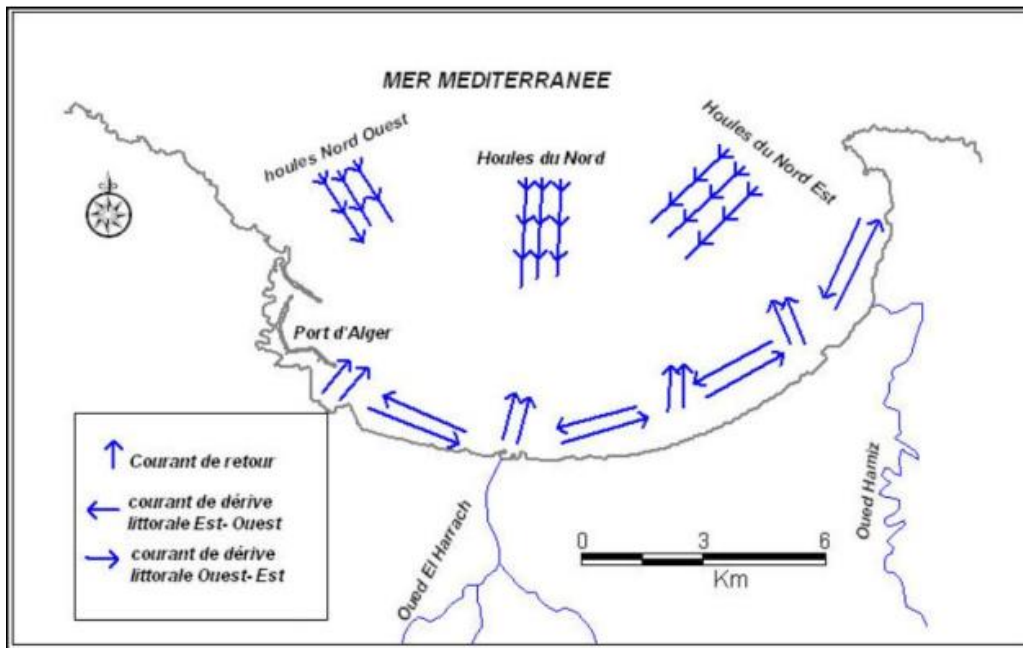 MER MEDITERRANEE
houles Nord Ouest
Houles du Nord
Houles du Nord Est
Port d'Alger
Courant de retour
courant de dérive
littorale Est- Ouest
courant de dérive
littorale Ouest- Est
Oued El Harrach
Oued Hamiz
0 3 6
Km